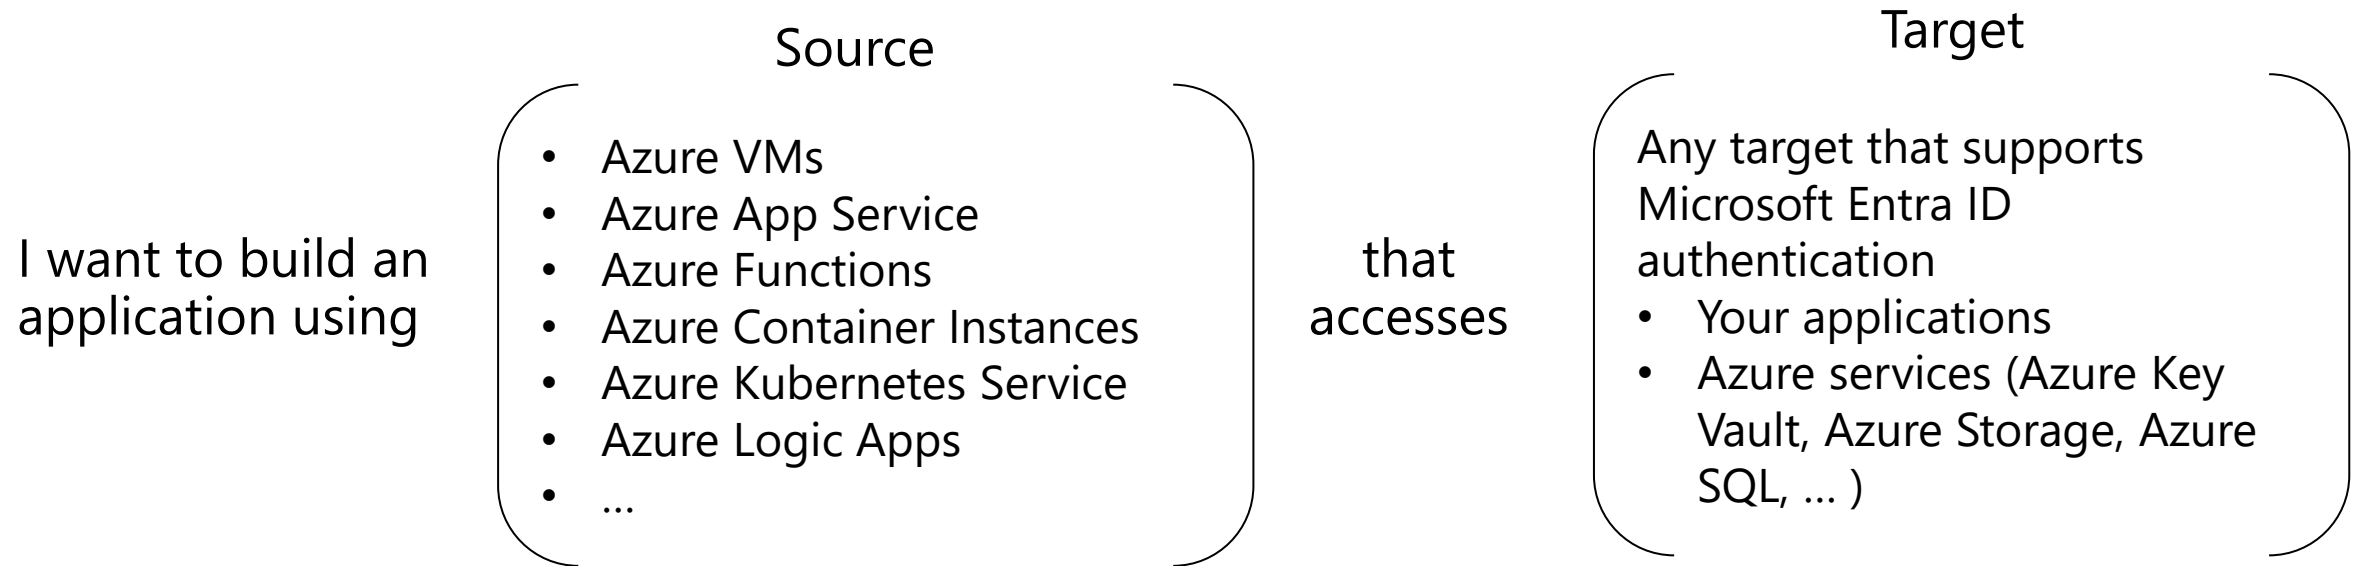 I want to build an
application using
Source
• Azure VMs
• Azure App Service
• Azure Functions
• Azure Container Instances
• Azure Kubernetes Service
• Azure Logic Apps
• ...
that
accesses
Target
Any target that supports
Microsoft Entra ID
authentication
• Your applications
• Azure services (Azure Key
Vault, Azure Storage, Azure
SQL, ... )